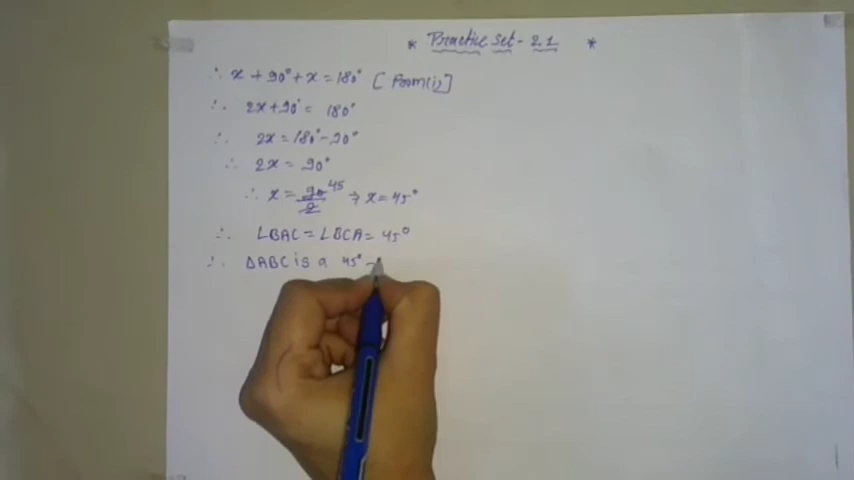 * Practice Set - 2.1 *
∴ x + 90° + x = 180° [From(i)]
∴ 2x + 90° = 180°
∴ 2x = 180° - 90°
∴ 2x = 90°
∴ x = 90/2 45 → x = 45°
∴ ∠BAC = ∠BCA = 45°
∴ ΔABC is a 45° -